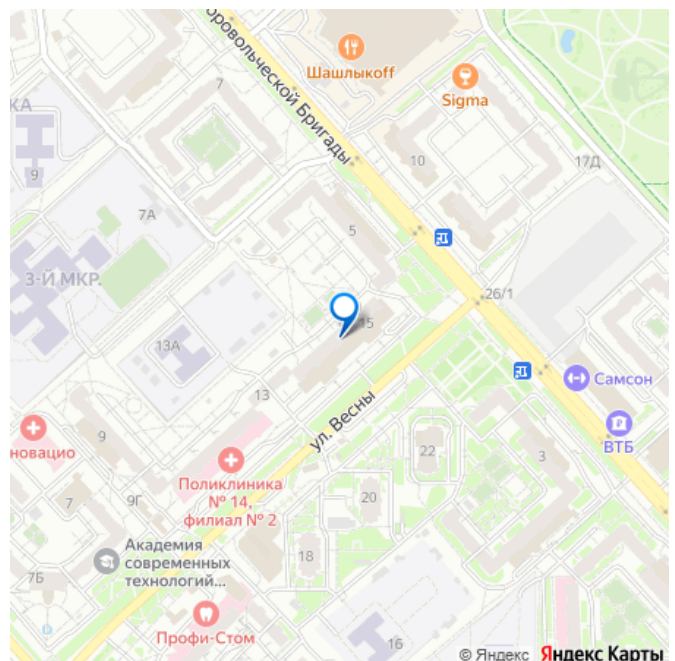 оровольческой Бригады
Шашлыкоff
Sigma
КА
7
9
10
17Д
7А
5
3-Й МКР.
26/1
15
13А
13
Самсон
ул. Весны
ВТБ
новацио
9
22
3
Поликлиника
№ 14,
филиал № 2
7
9Г
20
Академия
современных
технологий...
18
7Б
Профи-Стом
16
© Яндекс Яндекс Карты